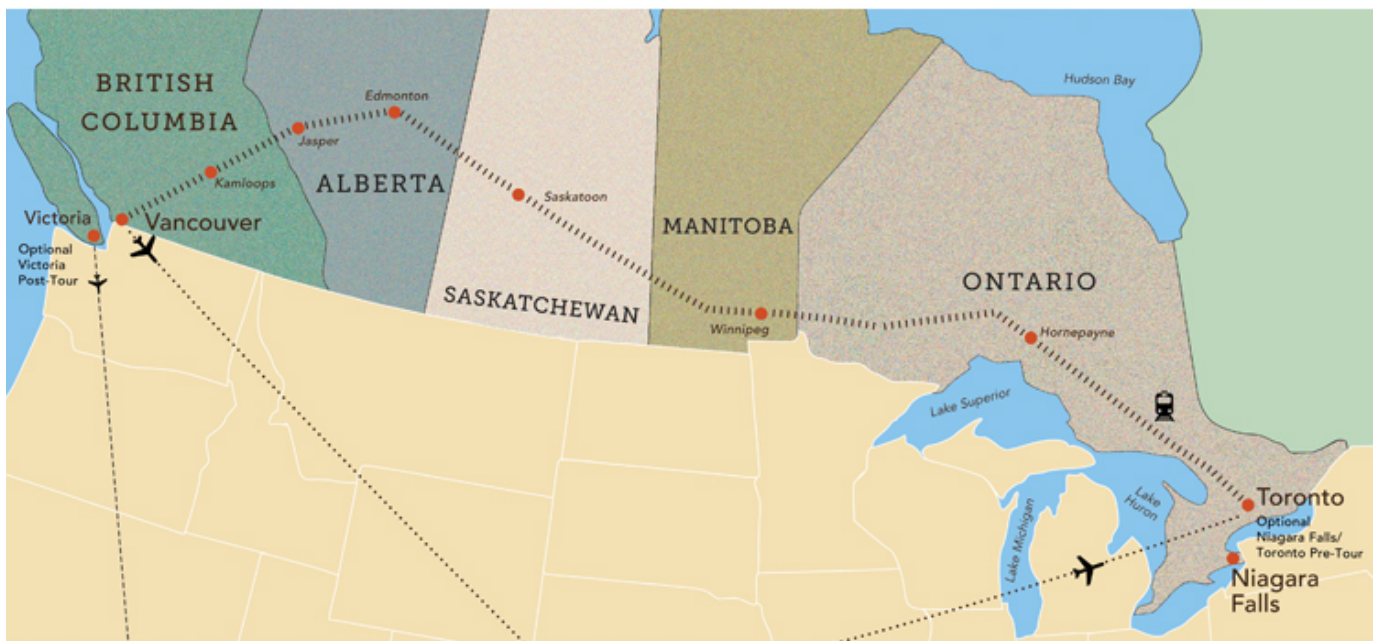 Hudson Bay
BRITISH
COLUMBIA
Edmonton
Jasper
Kamloops
ALBERTA
Saskatoon
Victoria
Vancouver
MANITOBA
Optional
Victoria
Post-Tour
ONTARIO
SASKATCHEWAN
Winnipeg
Hornepayne
Lake Superior
Lake
Huron
Toronto
Optional
Niagara Falls/
Toronto Pre-Tour
Lake Michigan
Niagara
Falls